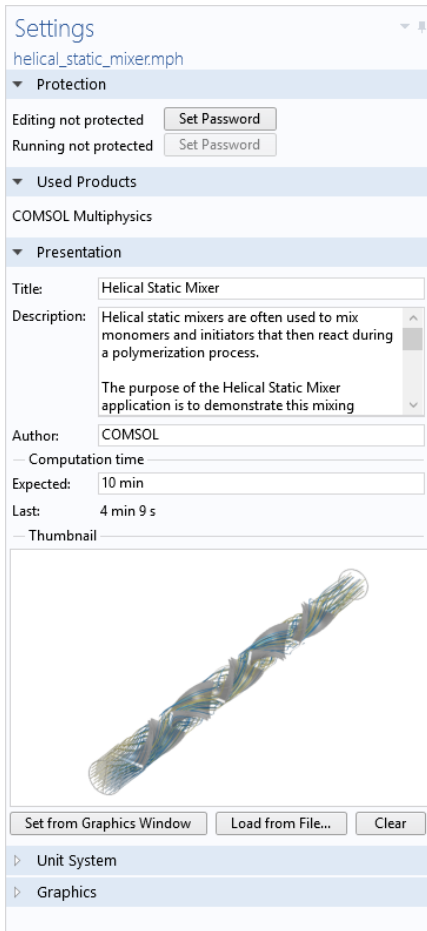 Settings
helical_static_mixer.mph
Protection
Editing not protected Set Password
Running not protected Set Password
Used Products
COMSOL Multiphysics
Presentation
Title: Helical Static Mixer
Description: Helical static mixers are often used to mix
monomers and initiators that then react during
a polymerization process.
The purpose of the Helical Static Mixer
application is to demonstrate this mixing
Author: COMSOL
Computation time
Expected: 10 min
Last: 4 min 9 s
Thumbnail
Set from Graphics Window Load from File... Clear
Unit System
Graphics